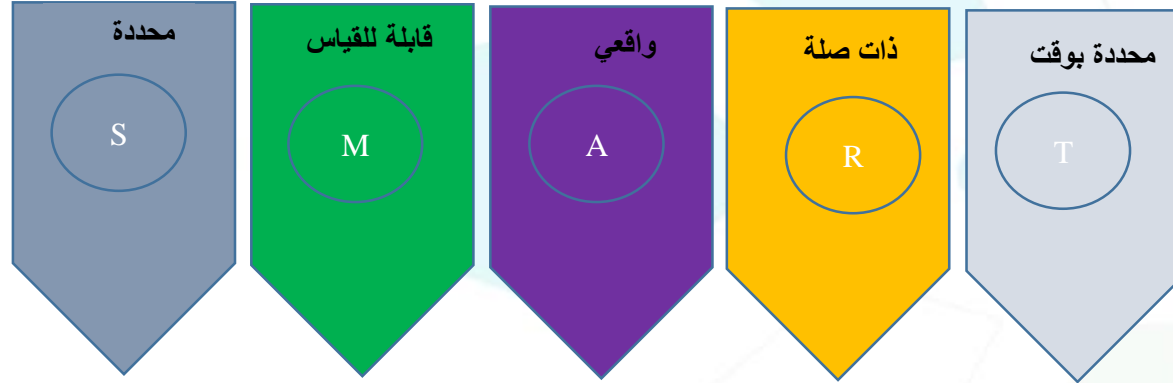 محددة
S
قابلة للقياس
M
واقعي
A
ذات صلة
R
محددة بوقت
T